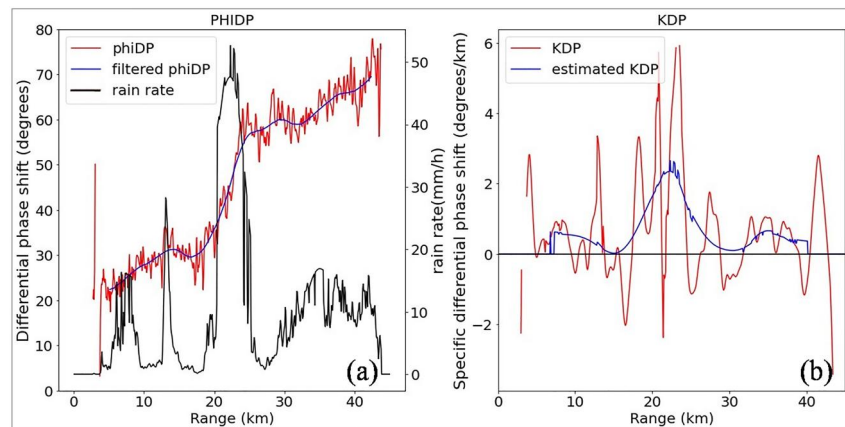 PHIDP
80
70
60
50
40
30
20
10
0
Differential phase shift (degrees)
phiDP
filtered phiDP
rain rate
50
40
30
20
10
0
rain rate(mm/h)
0 10 20 30 40
Range (km)
(a)
KDP
6
4
2
0
−2
Specific differential phase shift (degrees/km)
KDP
estimated KDP
0 10 20 30 40
Range (km)
(b)